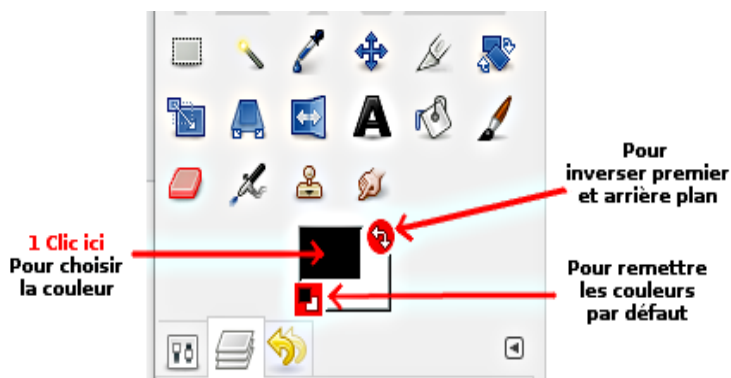 Pour
inverser premier
et arrière plan
1 Clic ici
Pour choisir
la couleur
Pour remettre
les couleurs
par défaut